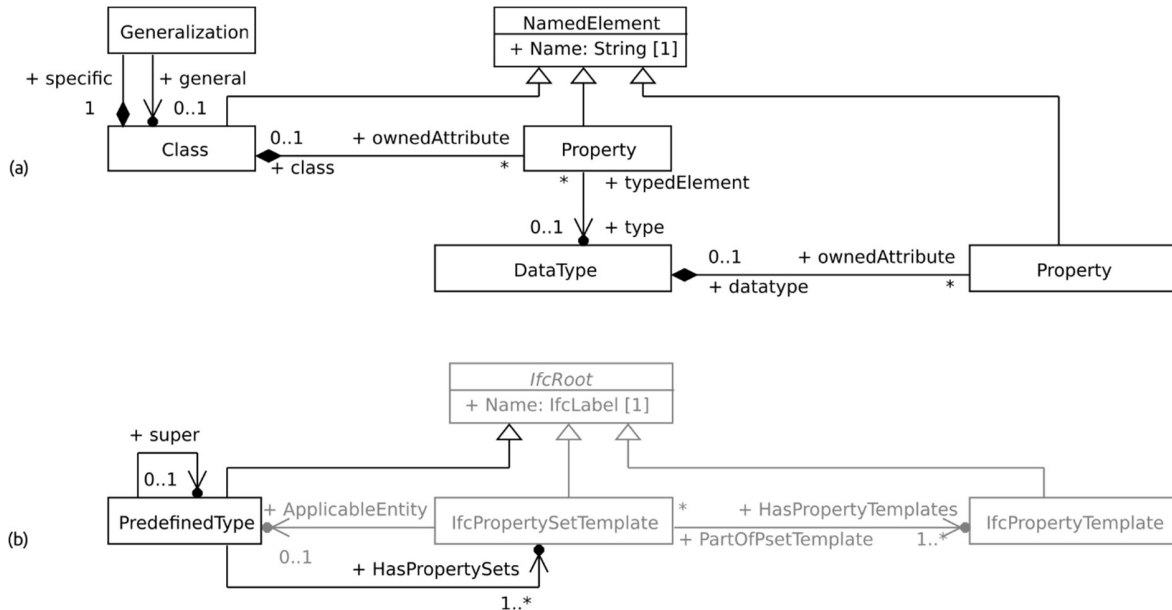 Generalization
NamedElement
+ Name: String [1]
+ specific
+ general
1
0..1
Class
0..1
+ ownedAttribute
Property
(a)
+ class
*
*
+ typedElement
0..1
+ type
DataType
0..1
+ ownedAttribute
Property
+ datatype
*
IfcRoot
+ Name: IfcLabel [1]
+ super
0..1
PredefinedType
+ ApplicableEntity
IfcPropertySetTemplate
*
+ HasPropertyTemplates
IfcPropertyTemplate
(b)
0..1
+ PartOfPsetTemplate
1..*
+ HasPropertySets
1..*